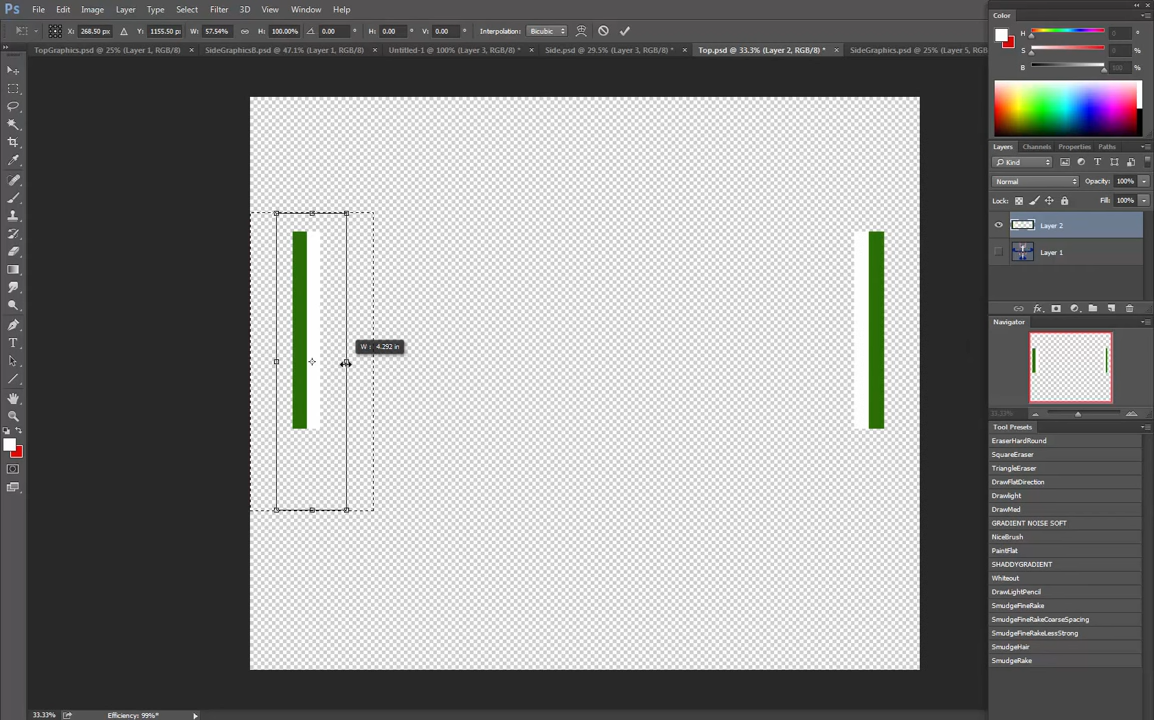 Ps File Edit Image Layer Type Select Filter 3D View Window Help
X: 268.50 px Y: 1155.50 px W: 57.54% H: 100.00% 0.00 ° H: 0.00 ° V: 0.00 ° Interpolation: Bicubic
TopGraphics.psd @ 25% (Layer 1, RGB/8) × SideGraphicsB.psd @ 47.1% (Layer 1, RGB/8) × Untitled-1 @ 100% (Layer 3, RGB/8) * × Side.psd @ 29.5% (Layer 3, RGB/8) * × Top.psd @ 33.3% (Layer 2, RGB/8) * × SideGraphics.psd @ 25% (Layer 5, RGB/8
Color
H 0 °
S 0 %
B 100 %
Layers Channels Properties Paths
Kind
Normal Opacity: 100%
Lock: Fill: 100%
Layer 2
Layer 1
W : 4.292 in
Navigator
33.33%
Tool Presets
EraserHardRound
SquareEraser
TriangleEraser
DrawFlatDirection
Drawlight
DrawMed
GRADIENT NOISE SOFT
NiceBrush
PaintFlat
SHADDYGRADIENT
Whiteout
DrawLightPencil
SmudgeFineRake
SmudgeFineRakeCoarseSpacing
SmudgeFineRakeLessStrong
SmudgeHair
SmudgeRake
33.33% Efficiency: 99%*